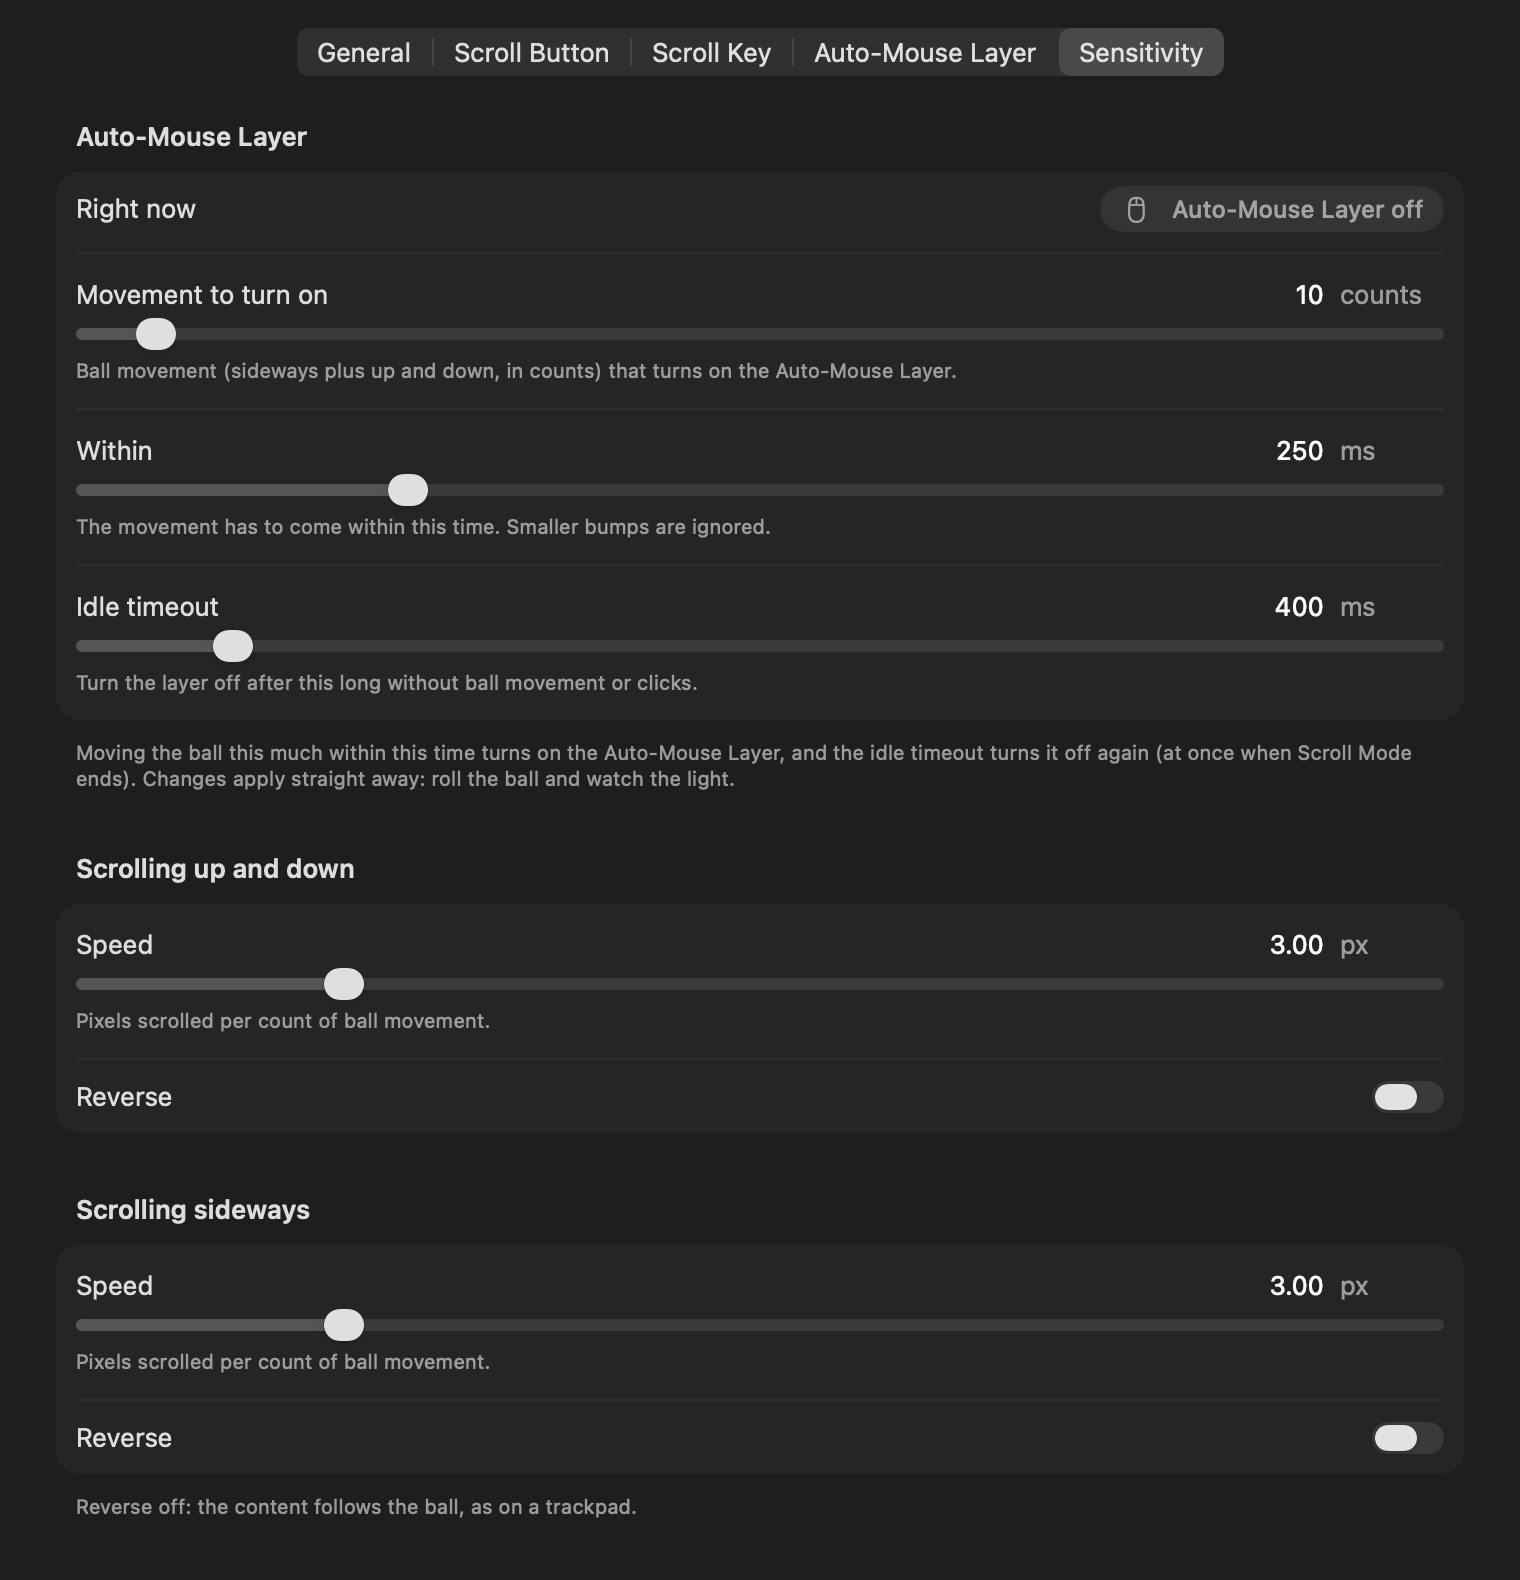 General
Scroll Button
Scroll Key
Auto-Mouse Layer
Sensitivity
Auto-Mouse Layer
Right now
Auto-Mouse Layer off
Movement to turn on
10 counts
Ball movement (sideways plus up and down, in counts) that turns on the Auto-Mouse Layer.
Within
250 ms
The movement has to come within this time. Smaller bumps are ignored.
Idle timeout
400 ms
Turn the layer off after this long without ball movement or clicks.
Moving the ball this much within this time turns on the Auto-Mouse Layer, and the idle timeout turns it off again (at once when Scroll Mode
ends). Changes apply straight away: roll the ball and watch the light.
Scrolling up and down
Speed
3.00 px
Pixels scrolled per count of ball movement.
Reverse
Scrolling sideways
Speed
3.00 px
Pixels scrolled per count of ball movement.
Reverse
Reverse off: the content follows the ball, as on a trackpad.